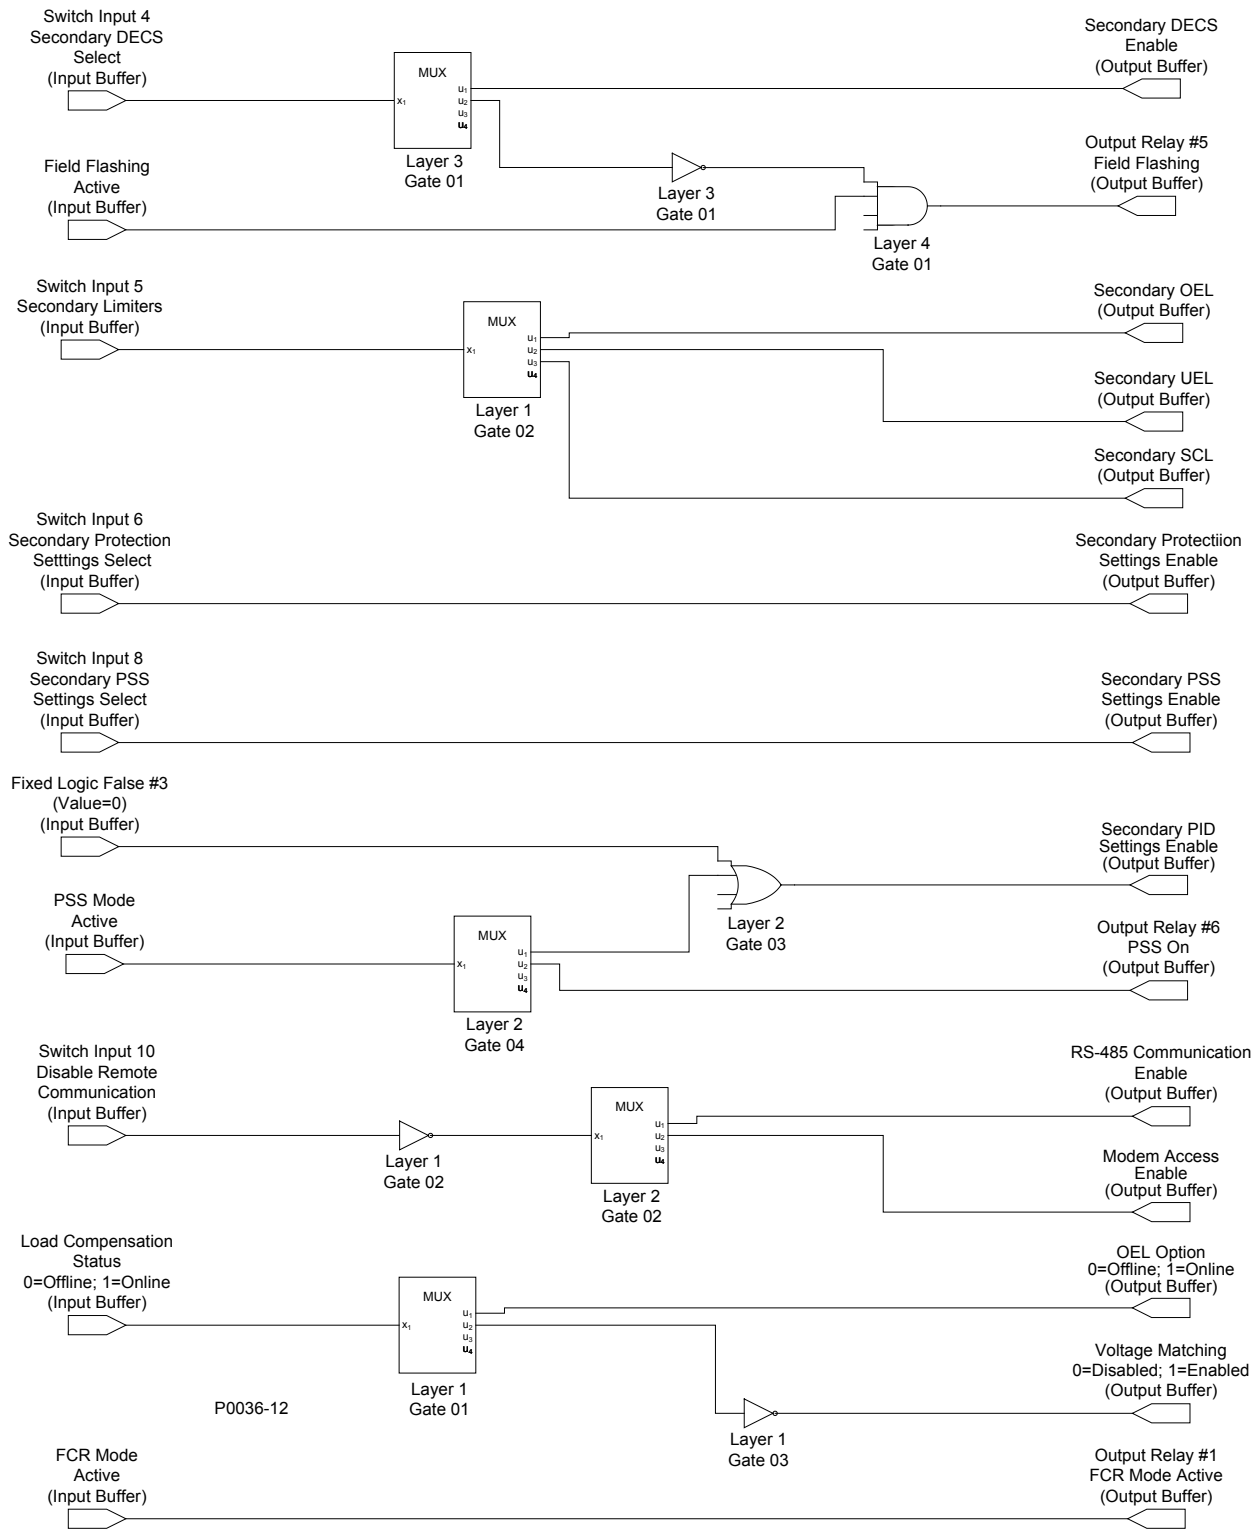 Switch Input 4
Secondary DECS
Select
(Input Buffer)
MUX
x1
u1
u2
u3
u4
Layer 3
Gate 01
Secondary DECS
Enable
(Output Buffer)
Field Flashing
Active
(Input Buffer)
Layer 3
Gate 01
Layer 4
Gate 01
Output Relay #5
Field Flashing
(Output Buffer)
Switch Input 5
Secondary Limiters
(Input Buffer)
MUX
x1
u1
u2
u3
u4
Layer 1
Gate 02
Secondary OEL
(Output Buffer)
Secondary UEL
(Output Buffer)
Secondary SCL
(Output Buffer)
Switch Input 6
Secondary Protection
Setttings Select
(Input Buffer)
Secondary Protectiion
Settings Enable
(Output Buffer)
Switch Input 8
Secondary PSS
Settings Select
(Input Buffer)
Secondary PSS
Settings Enable
(Output Buffer)
Fixed Logic False #3
(Value=0)
(Input Buffer)
Layer 2
Gate 03
Secondary PID
Settings Enable
(Output Buffer)
PSS Mode
Active
(Input Buffer)
MUX
x1
u1
u2
u3
u4
Layer 2
Gate 04
Output Relay #6
PSS On
(Output Buffer)
Switch Input 10
Disable Remote
Communication
(Input Buffer)
Layer 1
Gate 02
MUX
x1
u1
u2
u3
u4
Layer 2
Gate 02
RS-485 Communication
Enable
(Output Buffer)
Modem Access
Enable
(Output Buffer)
Load Compensation
Status
0=Offline; 1=Online
(Input Buffer)
MUX
x1
u1
u2
u3
u4
Layer 1
Gate 01
OEL Option
0=Offline; 1=Online
(Output Buffer)
Layer 1
Gate 03
Voltage Matching
0=Disabled; 1=Enabled
(Output Buffer)
P0036-12
FCR Mode
Active
(Input Buffer)
Output Relay #1
FCR Mode Active
(Output Buffer)